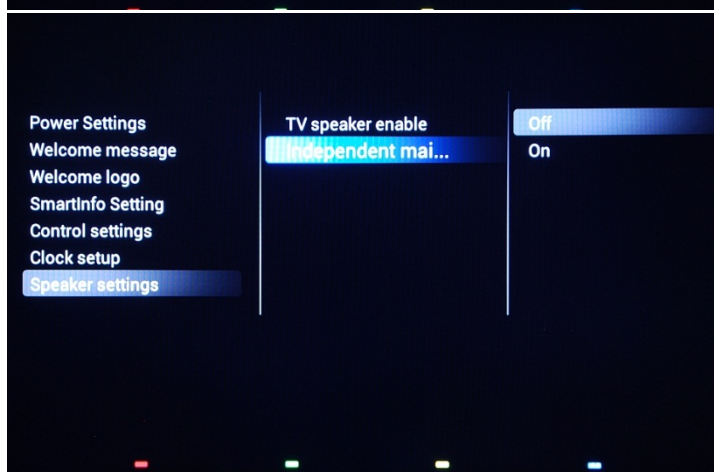 Power Settings
Welcome message
Welcome logo
SmartInfo Setting
Control settings
Clock setup
Speaker settings
TV speaker enable
Independent mai...
Off
On